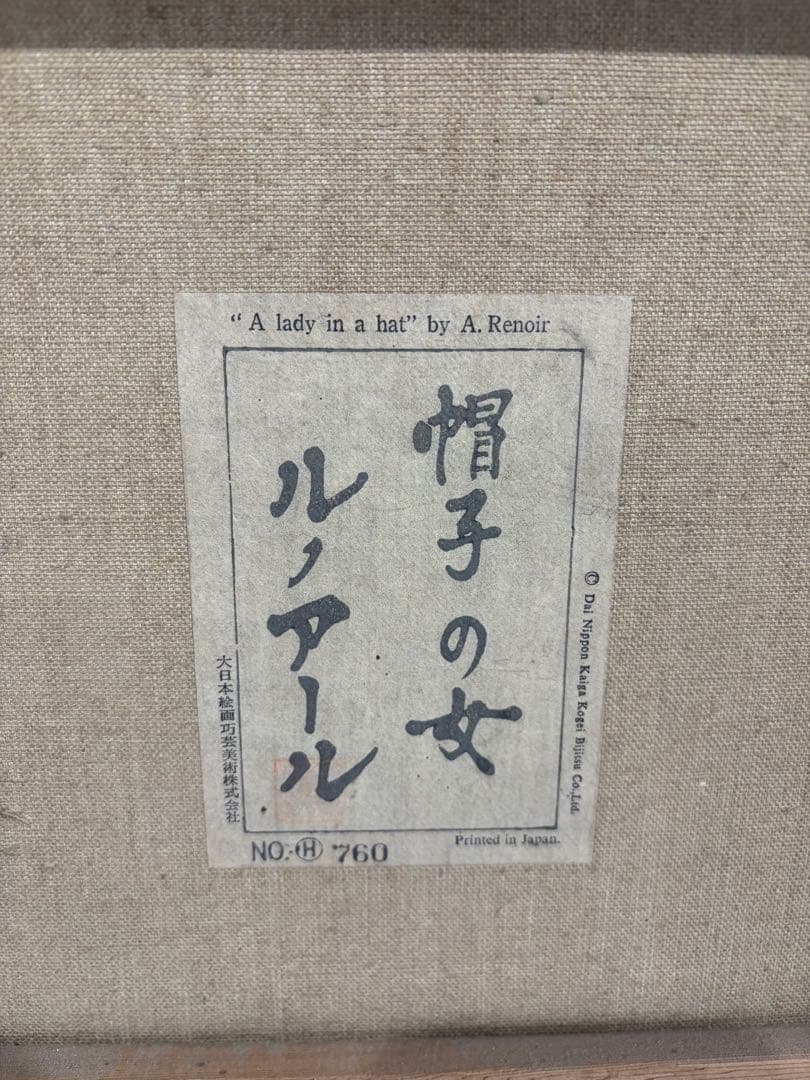 “A lady in a hat” by A. Renoir
帽子の女
ルノアール
© Dai Nippon Kaiga Kogei Bijitsu Co., Ltd.
大日本絵画巧芸美術株式会社
NO. Ⓗ 760
Printed in Japan.